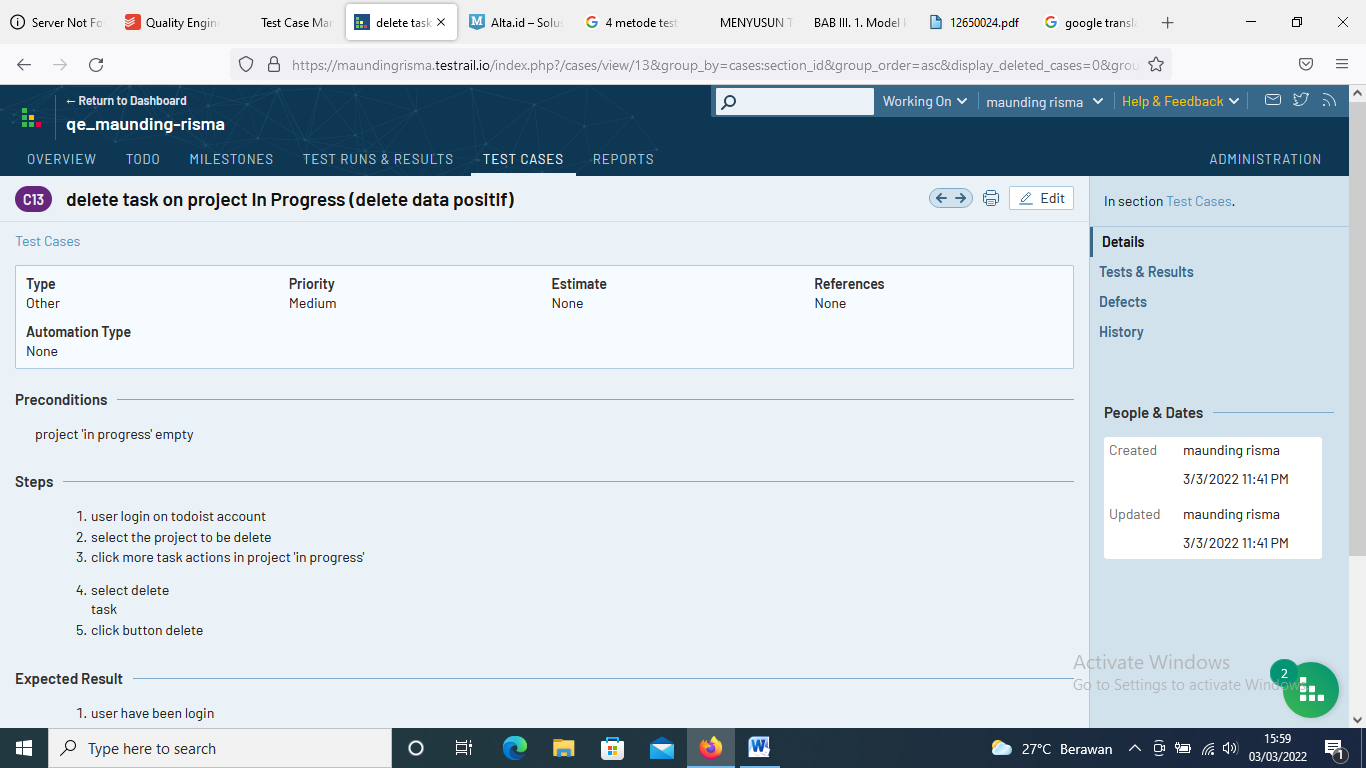 Server Not Fo
Quality Engin
Test Case Mar
delete task
Alta.id – Solus
4 metode test
MENYUSUN T
BAB III. 1. Model
12650024.pdf
google transla
https://maundingrisma.testrail.io/index.php?/cases/view/13&group_by=cases:section_id&group_order=asc&display_deleted_cases=0&grou
← Return to Dashboard
qe_maunding-risma
Working On
maunding risma
Help & Feedback
OVERVIEW
TODO
MILESTONES
TEST RUNS & RESULTS
TEST CASES
REPORTS
ADMINISTRATION
C13
delete task on project In Progress (delete data positif)
Edit
In section Test Cases.
Test Cases
Details
Tests & Results
Defects
History
Type
Other
Priority
Medium
Estimate
None
References
None
Automation Type
None
Preconditions
project 'in progress' empty
People & Dates
Created
maunding risma
3/3/2022 11:41 PM
Updated
maunding risma
3/3/2022 11:41 PM
Steps
1. user login on todoist account
2. select the project to be delete
3. click more task actions in project 'in progress'
4. select delete
task
5. click button delete
Expected Result
1. user have been login
Activate Windows
Go to Settings to activate Windows.
2
Type here to search
27°C Berawan
15:59
03/03/2022
1